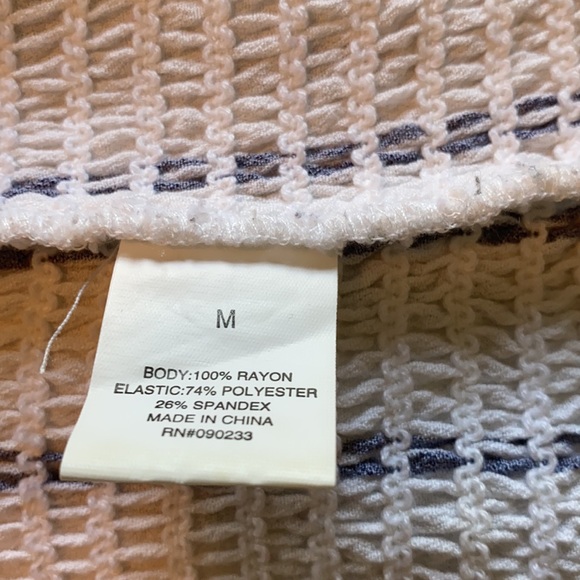 M
BODY:100% RAYON
ELASTIC:74% POLYESTER
26% SPANDEX
MADE IN CHINA
RN#090233